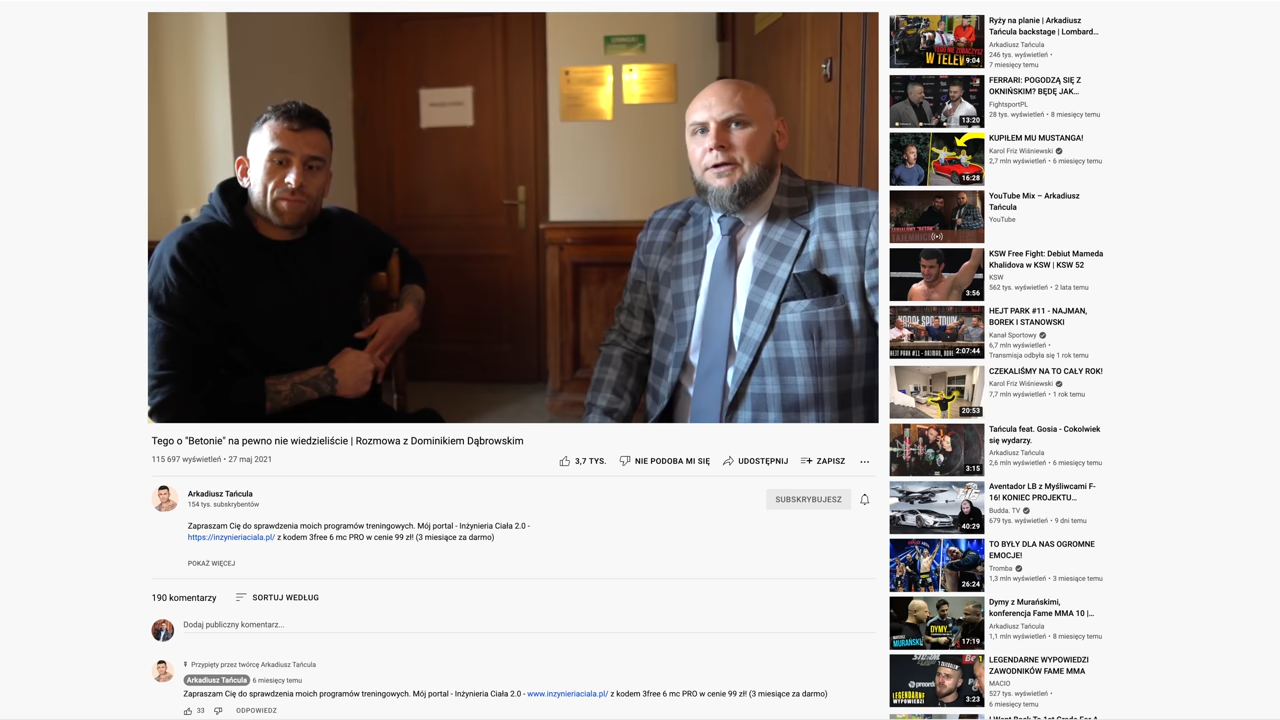 Tego o "Betonie" na pewno nie wiedzieliście | Rozmowa z Dominikiem Dąbrowskim
115 697 wyświetleń • 27 maj 2021
3,7 TYS.
NIE PODOBA MI SIĘ
UDOSTĘPNIJ
ZAPISZ
Arkadiusz Tańcula
154 tys. subskrybentów
SUBSKRYBUJESZ
Zapraszam Cię do sprawdzenia moich programów treningowych. Mój portal - Inżynieria Ciała 2.0 -
https://inzynieriaciala.pl/ z kodem 3free 6 mc PRO w cenie 99 zł! (3 miesiące za darmo)
POKAŻ WIĘCEJ
190 komentarzy
SORTUJ WEDŁUG
Dodaj publiczny komentarz...
Przypięty przez twórcę Arkadiusz Tańcula
Arkadiusz Tańcula 6 miesięcy temu
Zapraszam Cię do sprawdzenia moich programów treningowych. Mój portal - Inżynieria Ciała 2.0 - www.inzynieriaciala.pl/ z kodem 3free 6 mc PRO w cenie 99 zł! (3 miesiące za darmo)
33
ODPOWIEDZ
W TELEW
9:04
Ryży na planie | Arkadiusz
Tańcula backstage | Lombard...
Arkadiusz Tańcula
246 tys. wyświetleń •
7 miesięcy temu
13:20
FERRARI: POGODZĄ SIĘ Z
OKNIŃSKIM? BĘDĘ JAK...
FightsportPL
28 tys. wyświetleń • 8 miesięcy temu
16:28
KUPIŁEM MU MUSTANGA!
Karol Friz Wiśniewski
2,7 mln wyświetleń • 6 miesięcy temu
YouTube Mix – Arkadiusz
Tańcula
YouTube
3:56
KSW Free Fight: Debiut Mameda
Khalidova w KSW | KSW 52
KSW
562 tys. wyświetleń • 2 lata temu
2:07:44
HEJT PARK #11 - NAJMAN,
BOREK I STANOWSKI
Kanał Sportowy
6,7 mln wyświetleń •
Transmisja odbyła się 1 rok temu
20:53
CZEKALIŚMY NA TO CAŁY ROK!
Karol Friz Wiśniewski
7,7 mln wyświetleń • 1 rok temu
3:15
Tańcula feat. Gosia - Cokolwiek
się wydarzy.
Arkadiusz Tańcula
2,6 mln wyświetleń • 6 miesięcy temu
40:29
Aventador LB z Myśliwcami F-
16! KONIEC PROJEKTU...
Budda. TV
679 tys. wyświetleń • 9 dni temu
26:24
TO BYŁY DLA NAS OGROMNE
EMOCJE!
Tromba
1,3 mln wyświetleń • 3 miesiące temu
DYMY...
MURAŃSKI
17:19
Dymy z Murańskimi,
konferencja Fame MMA 10 |...
Arkadiusz Tańcula
1,1 mln wyświetleń • 8 miesięcy temu
LEGENDARNE
WYPOWIEDZI
3:23
LEGENDARNE WYPOWIEDZI
ZAWODNIKÓW FAME MMA
MACIO
527 tys. wyświetleń •
6 miesięcy temu